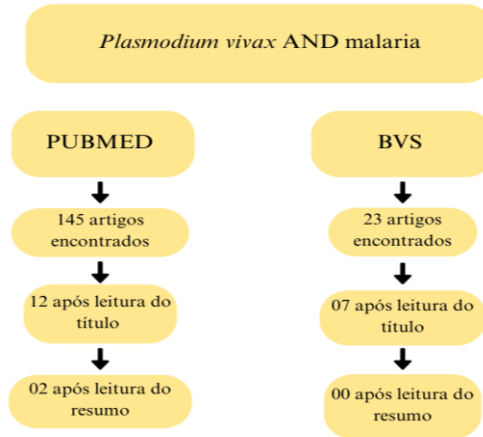 Plasmodium vivax AND malaria
PUBMED
145 artigos
encontrados
12 após leitura do
título
02 após leitura do
resumo
BVS
23 artigos
encontrados
07 após leitura do
título
00 após leitura do
resumo